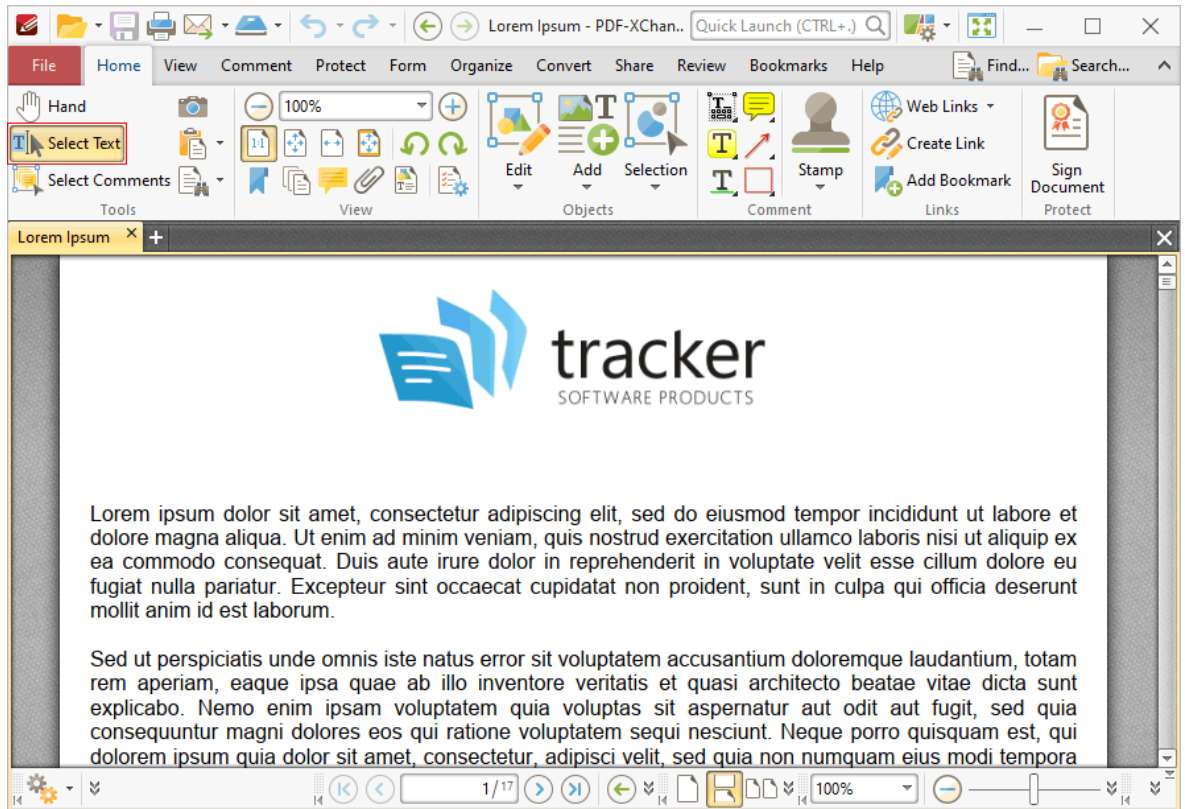 Lorem Ipsum - PDF-XChan.. Quick Launch (CTRL+.)
File Home View Comment Protect Form Organize Convert Share Review Bookmarks Help Find... Search...
Hand 100% Web Links
Select Text Create Link
Select Comments Edit Add Selection Stamp Add Bookmark Sign Document
Tools View Objects Comment Links Protect
Lorem Ipsum
tracker
SOFTWARE PRODUCTS
Lorem ipsum dolor sit amet, consectetur adipiscing elit, sed do eiusmod tempor incididunt ut labore et
dolore magna aliqua. Ut enim ad minim veniam, quis nostrud exercitation ullamco laboris nisi ut aliquip ex
ea commodo consequat. Duis aute irure dolor in reprehenderit in voluptate velit esse cillum dolore eu
fugiat nulla pariatur. Excepteur sint occaecat cupidatat non proident, sunt in culpa qui officia deserunt
mollit anim id est laborum.
Sed ut perspiciatis unde omnis iste natus error sit voluptatem accusantium doloremque laudantium, totam
rem aperiam, eaque ipsa quae ab illo inventore veritatis et quasi architecto beatae vitae dicta sunt
explicabo. Nemo enim ipsam voluptatem quia voluptas sit aspernatur aut odit aut fugit, sed quia
consequuntur magni dolores eos qui ratione voluptatem sequi nesciunt. Neque porro quisquam est, qui
dolorem ipsum quia dolor sit amet, consectetur, adipisci velit, sed quia non numquam eius modi tempora
1/17 100%